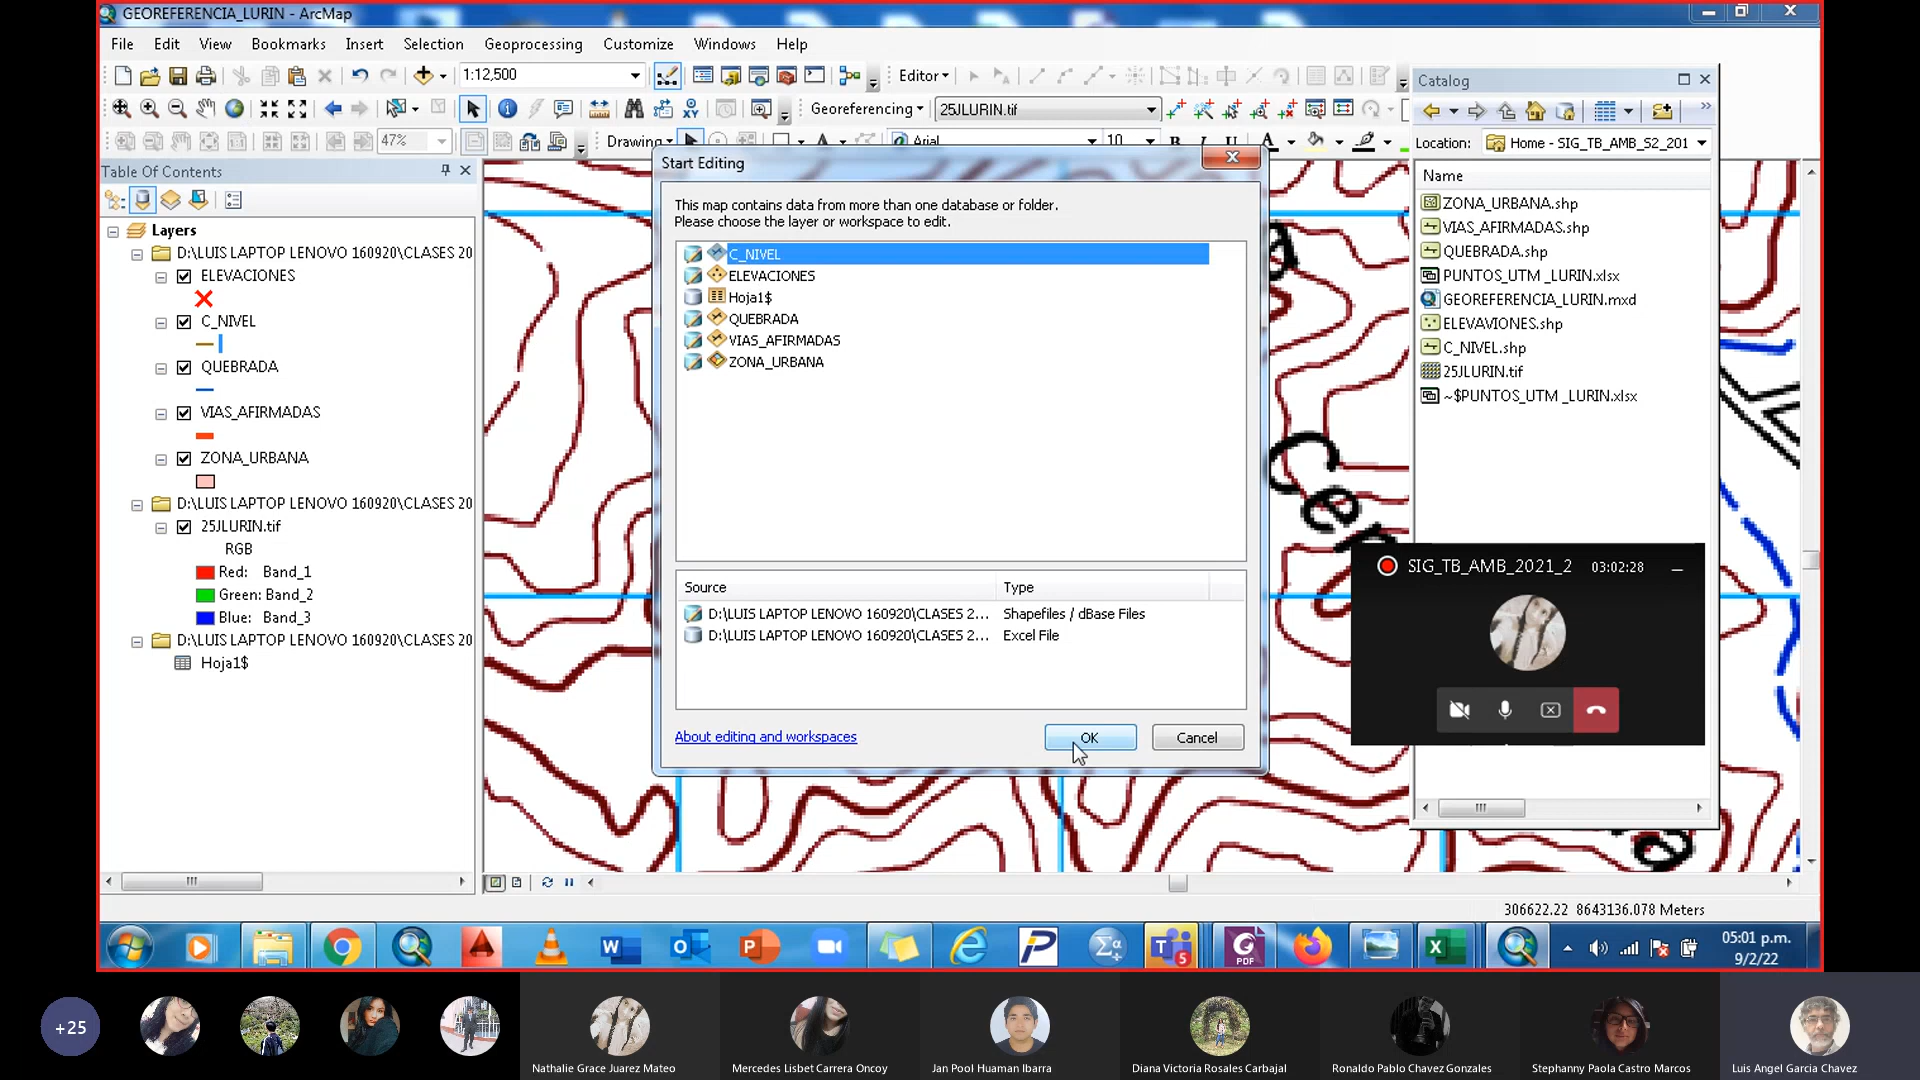 GEOREFERENCIA_LURIN - ArcMap
File Edit View Bookmarks Insert Selection Geoprocessing Customize Windows Help
1:12,500
Editor
Georeferencing
25JLURIN.tif
47%
Drawing
Arial
10
B I U A
Table Of Contents
Layers
D:\LUIS LAPTOP LENOVO 160920\CLASES 20
ELEVACIONES
C_NIVEL
QUEBRADA
VIAS_AFIRMADAS
ZONA_URBANA
D:\LUIS LAPTOP LENOVO 160920\CLASES 20
25JLURIN.tif
RGB
Red: Band_1
Green: Band_2
Blue: Band_3
D:\LUIS LAPTOP LENOVO 160920\CLASES 20
Hoja1$
Start Editing
This map contains data from more than one database or folder.
Please choose the layer or workspace to edit.
C_NIVEL
ELEVACIONES
Hoja1$
QUEBRADA
VIAS_AFIRMADAS
ZONA_URBANA
Source Type
D:\LUIS LAPTOP LENOVO 160920\CLASES 2... Shapefiles / dBase Files
D:\LUIS LAPTOP LENOVO 160920\CLASES 2... Excel File
About editing and workspaces
OK
Cancel
Cer
Catalog
Location: Home - SIG_TB_AMB_S2_201
Name
ZONA_URBANA.shp
VIAS_AFIRMADAS.shp
QUEBRADA.shp
PUNTOS_UTM _LURIN.xlsx
GEOREFERENCIA_LURIN.mxd
ELEVAVIONES.shp
C_NIVEL.shp
25JLURIN.tif
~$PUNTOS_UTM _LURIN.xlsx
SIG_TB_AMB_2021_2 03:02:28
306622.22 8643136.078 Meters
5
PDF
05:01 p.m.
9/2/22
+25
Nathalie Grace Juarez Mateo
Mercedes Lisbet Carrera Oncoy
Jan Pool Huaman Ibarra
Diana Victoria Rosales Carbajal
Ronaldo Pablo Chavez Gonzales
Stephanny Paola Castro Marcos
Luis Angel Garcia Chavez